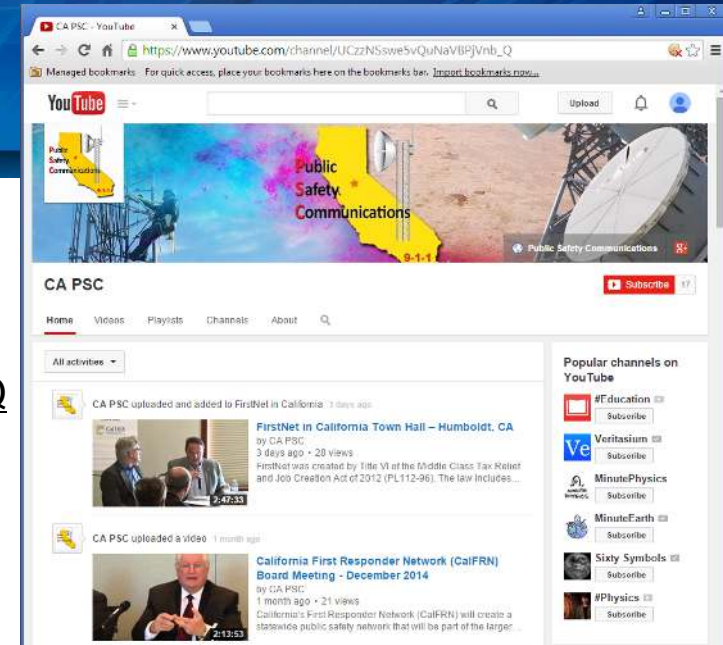 CA PSC - YouTube
https://www.youtube.com/channel/UCzzNSswe5vQuNaVBPjVnb_Q
Managed bookmarks For quick access, place your bookmarks here on the bookmarks bar. Import bookmarks now...
YouTube
Upload
Public
Safety
Communications
9-1-1
Public
Safety
Communications
9-1-1
Public Safety Communications
CA PSC
Subscribe 17
Home Videos Playlists Channels About
All activities
CA PSC uploaded and added to FirstNet in California 3 days ago
FirstNet in California Town Hall – Humboldt, CA
by CA PSC
3 days ago • 28 views
FirstNet was created by Title VI of the Middle Class Tax Relief
and Job Creation Act of 2012 (PL112-96). The law includes...
2:47:33
CA PSC uploaded a video 1 month ago
California First Responder Network (CalFRN)
Board Meeting - December 2014
by CA PSC
1 month ago • 21 views
California's First Responder Network (CalFRN) will create a
statewide public safety network that will be part of the larger...
2:13:53
Popular channels on
YouTube
#Education
Subscribe
Ve
Veritasium
Subscribe
MinutePhysics
Subscribe
MinuteEarth
Subscribe
Sixty Symbols
Subscribe
#Physics
Subscribe
Q